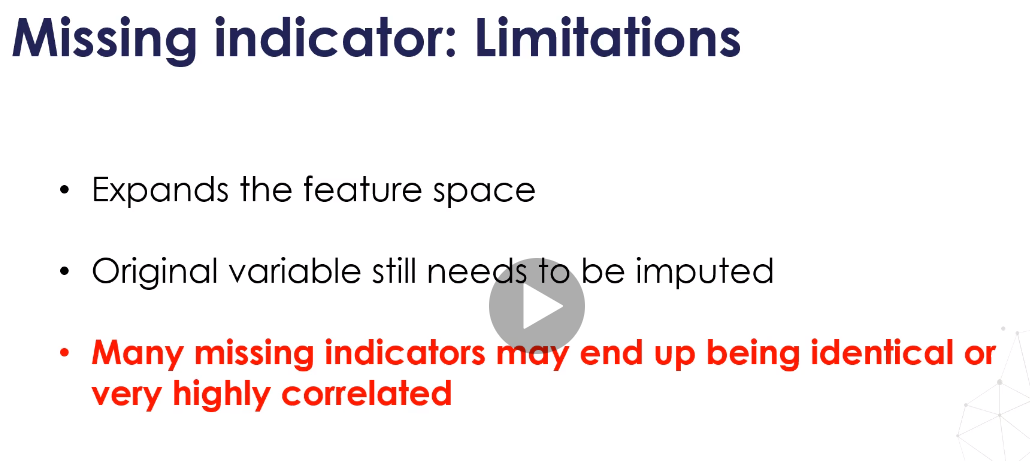 Missing indicator: Limitations
• Expands the feature space
• Original variable still needs to be imputed
• Many missing indicators may end up being identical or
very highly correlated